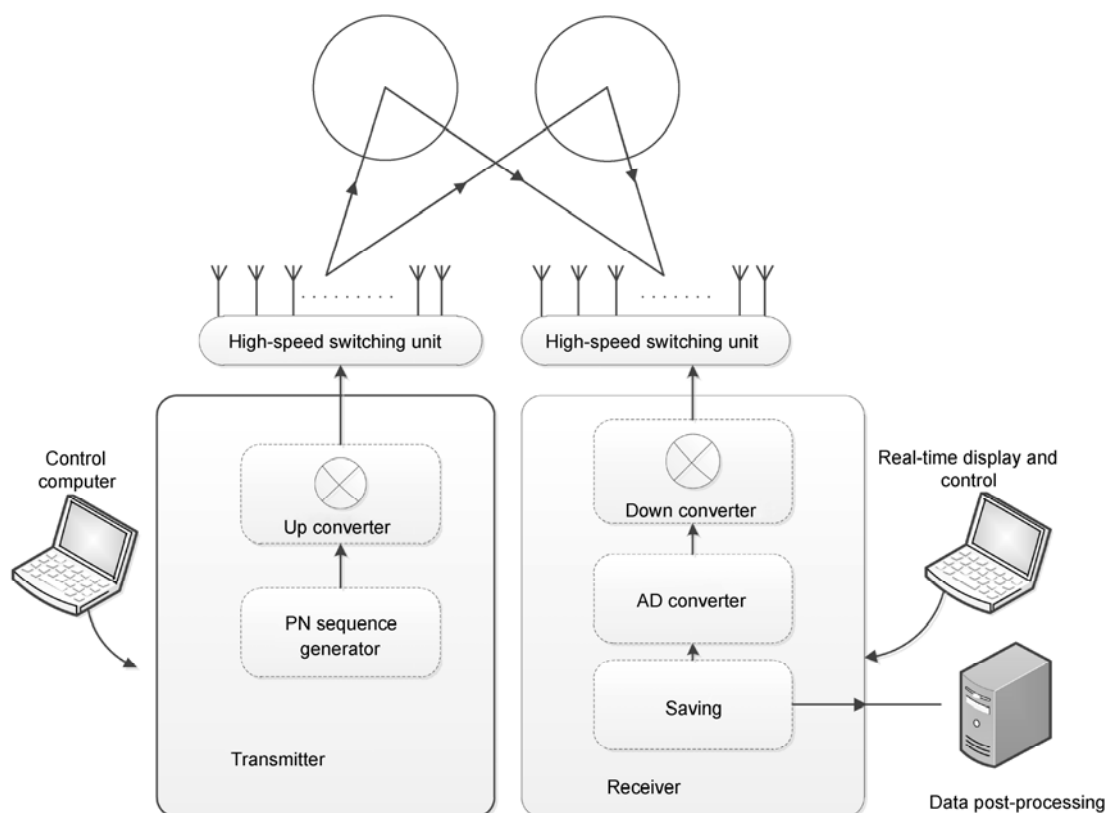 High-speed switching unit
High-speed switching unit
Control
computer
Up converter
PN sequence
generator
Transmitter
Down converter
AD converter
Saving
Receiver
Real-time display and
control
Data post-processing